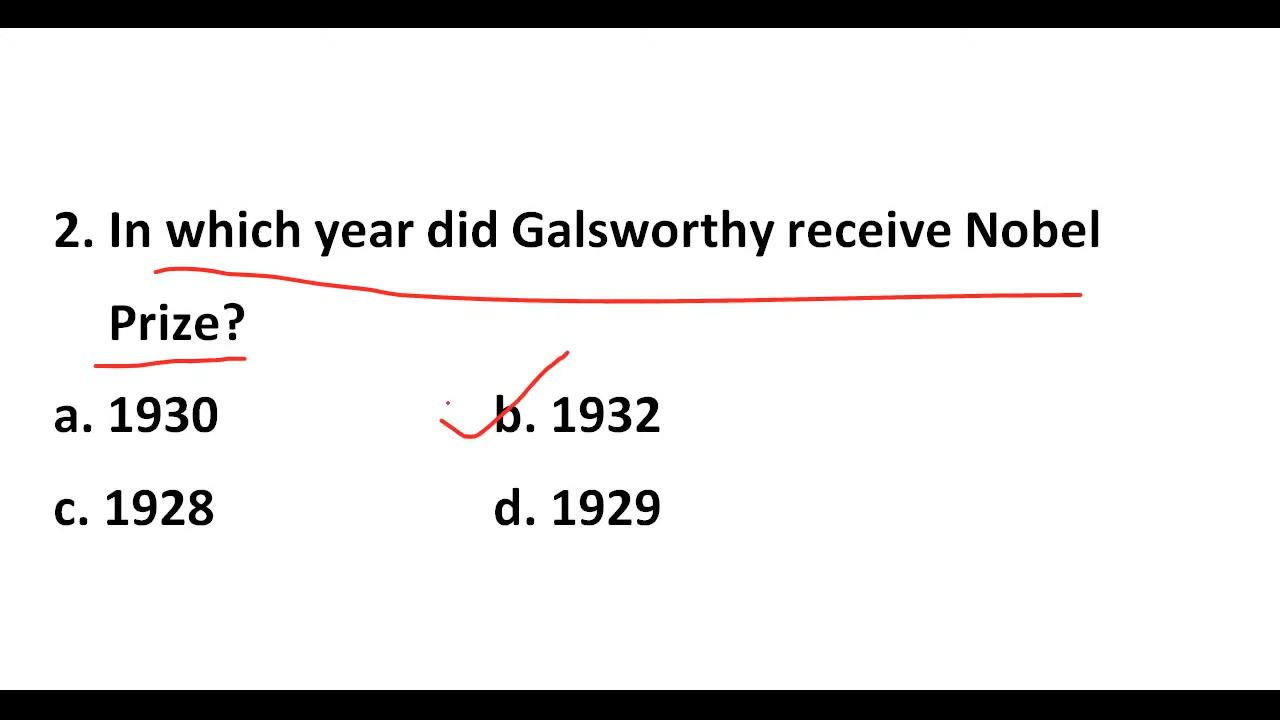 2. In which year did Galsworthy receive Nobel
Prize?
a. 1930 b. 1932
c. 1928 d. 1929